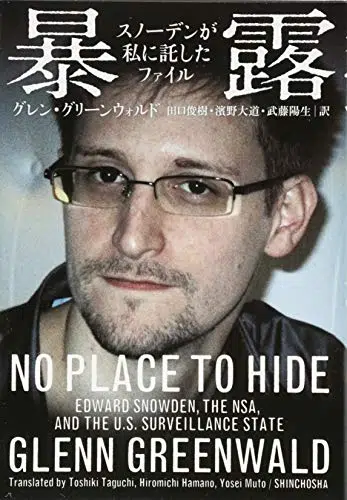 暴露
スノーデンが
私に託した
ファイル
グレン・グリーンウォルド 田口俊樹・濱野大道・武藤陽生|訳
NO PLACE TO HIDE
EDWARD SNOWDEN, THE NSA,
AND THE U.S. SURVEILLANCE STATE
GLENN GREENWALD
Translated by Toshiki Taguchi, Hiromichi Hamano, Yosei Muto / SHINCHOSHA